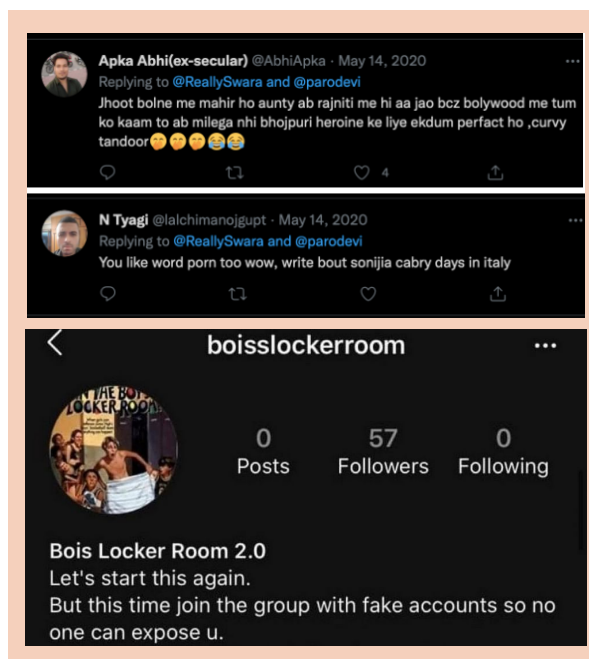 Apka Abhi(ex-secular) @AbhiApka · May 14, 2020
Replying to @ReallySwara and @parodevi
Jhoot bolne me mahir ho aunty ab rajniti me hi aa jao bcz bolywood me tum
ko kaam to ab milega nhi bhojpuri heroine ke liye ekdum perfact ho ,curvy
tandoor🤭🤭🤭😂😂
4
N Tyagi @lalchimanojgupt · May 14, 2020
Replying to @ReallySwara and @parodevi
You like word porn too wow, write bout sonijia cabry days in italy
boisslockerroom
0 57 0
Posts Followers Following
Bois Locker Room 2.0
Let's start this again.
But this time join the group with fake accounts so no
one can expose u.